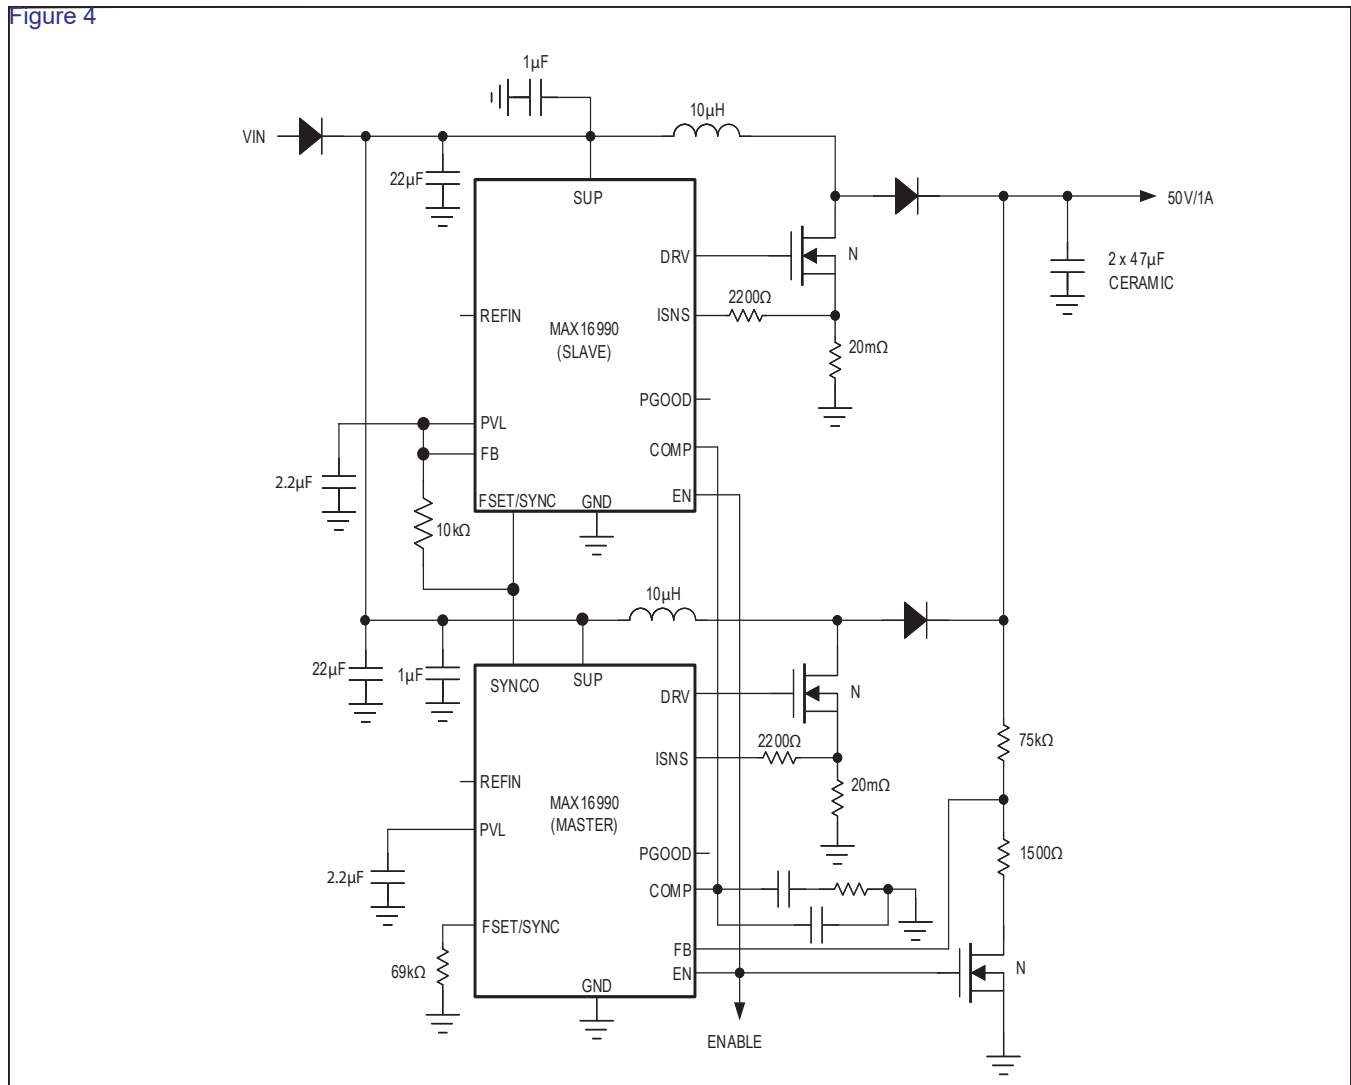 Figure 4
1µF
VIN
10µH
22µF
SUP
50V/1A
DRV
N
2 x 47µF
CERAMIC
2200Ω
REFIN
ISNS
MAX16990
(SLAVE)
20mΩ
PGOOD
PVL
COMP
FB
2.2µF
EN
FSET/SYNC
GND
10kΩ
10µH
22µF
1µF
SYNCO
SUP
DRV
N
2200Ω
75kΩ
ISNS
REFIN
20mΩ
MAX16990
(MASTER)
PVL
PGOOD
1500Ω
2.2µF
COMP
FSET/SYNC
FB
69kΩ
EN
N
GND
ENABLE